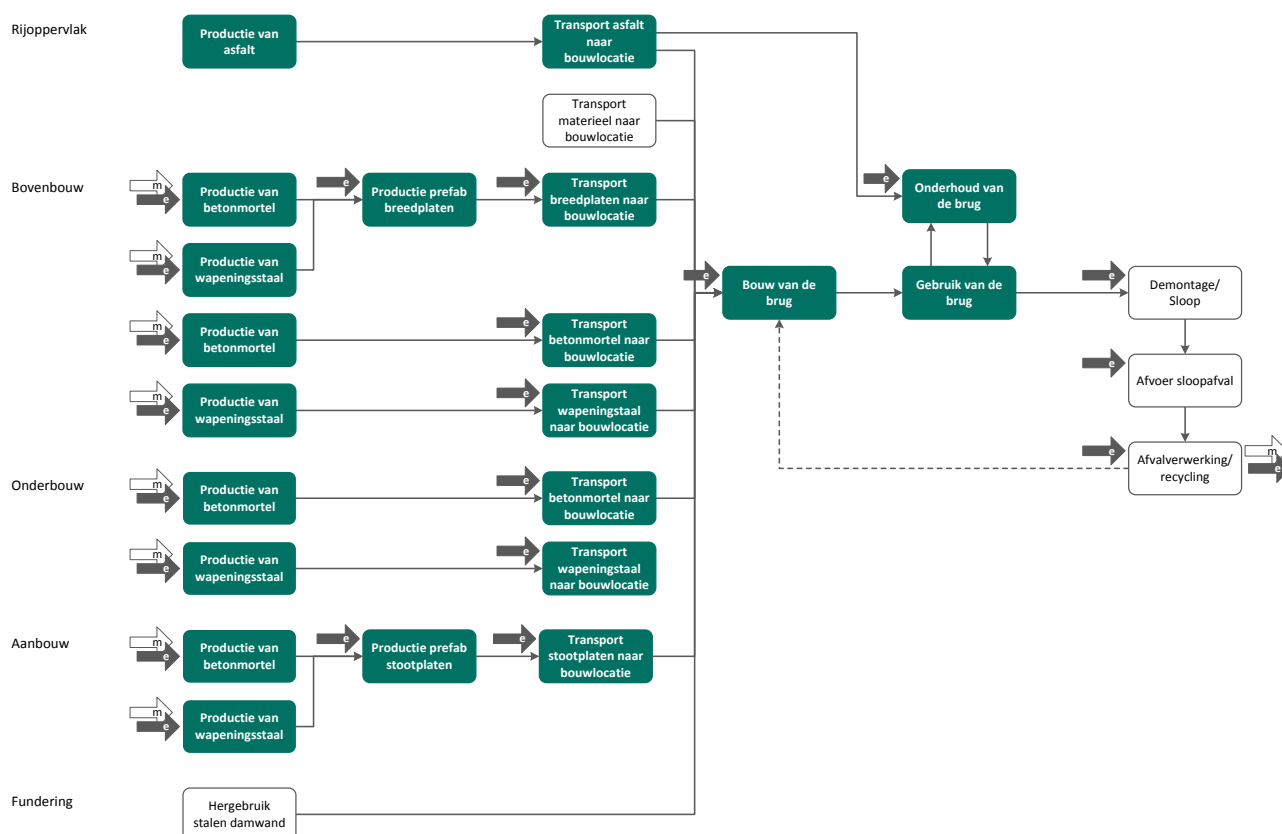 Rijoppervlak
Productie van
asfalt
Transport asfalt
naar
bouwlocatie
Transport
materieel naar
bouwlocatie
Bovenbouw
m
e
Productie van
betonmortel
e
Productie prefab
breedplaten
e
Transport
breedplaten naar
bouwlocatie
e
Onderhoud van
de brug
m
e
Productie van
wapeningsstaal
e
Bouw van de
brug
Gebruik van de
brug
e
Demontage/
Sloop
m
e
Productie van
betonmortel
e
Transport
betonmortel naar
bouwlocatie
e
Afvoer sloopafval
m
e
Productie van
wapeningsstaal
e
Transport
wapeningstaal
naar bouwlocatie
e
Afvalverwerking/
recycling
m
e
Onderbouw
m
e
Productie van
betonmortel
e
Transport
betonmortel naar
bouwlocatie
m
e
Productie van
wapeningsstaal
e
Transport
wapeningstaal
naar bouwlocatie
Aanbouw
m
e
Productie van
betonmortel
e
Productie prefab
stootplaten
e
Transport
stootplaten naar
bouwlocatie
m
e
Productie van
wapeningsstaal
Fundering
Hergebruik
stalen damwand